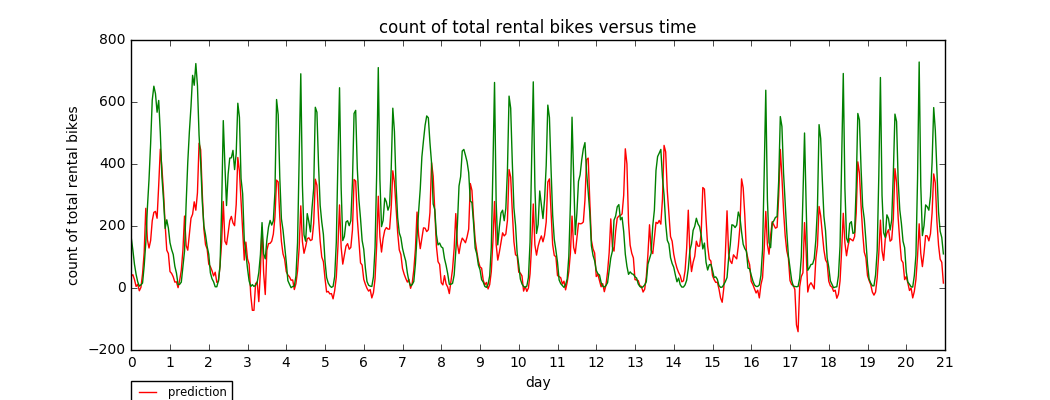 count of total rental bikes versus time
800
600
400
200
0
−200
count of total rental bikes
0 1 2 3 4 5 6 7 8 9 10 11 12 13 14 15 16 17 18 19 20 21
day
prediction